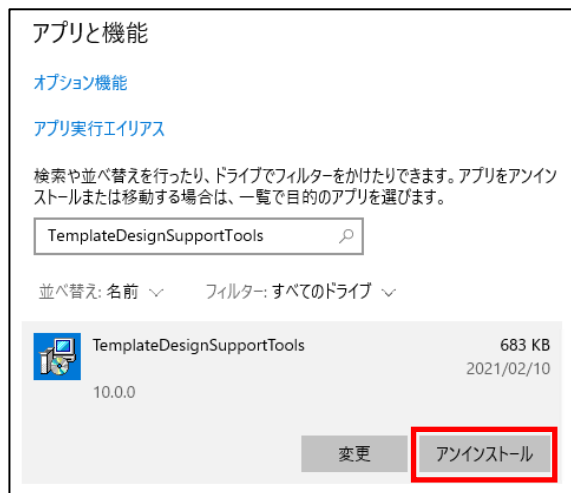 アプリと機能
オプション機能
アプリ実行エイリアス
検索や並べ替えを行ったり、ドライブでフィルターをかけたりできます。アプリをアンイン
ストールまたは移動する場合は、一覧で目的のアプリを選びます。
TemplateDesignSupportTools
並べ替え: 名前 フィルター: すべてのドライブ
TemplateDesignSupportTools 683 KB
2021/02/10
10.0.0
変更 アンインストール